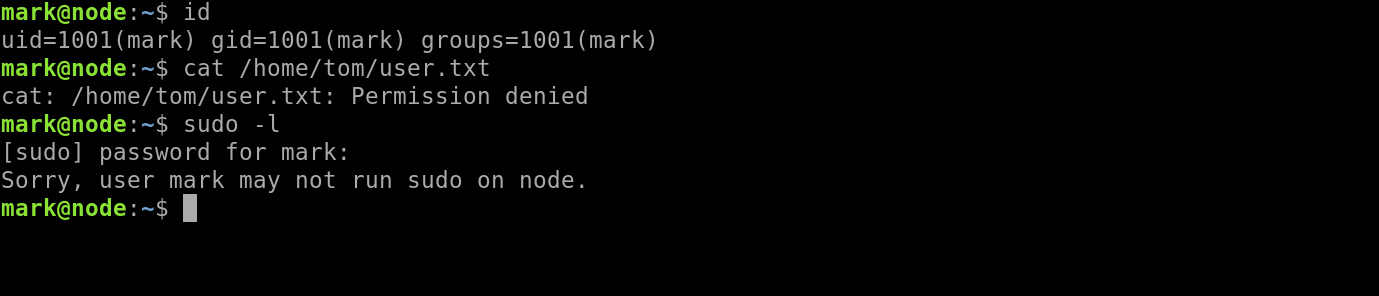 mark@node:~$ id
uid=1001(mark) gid=1001(mark) groups=1001(mark)
mark@node:~$ cat /home/tom/user.txt
cat: /home/tom/user.txt: Permission denied
mark@node:~$ sudo -l
[sudo] password for mark:
Sorry, user mark may not run sudo on node.
mark@node:~$